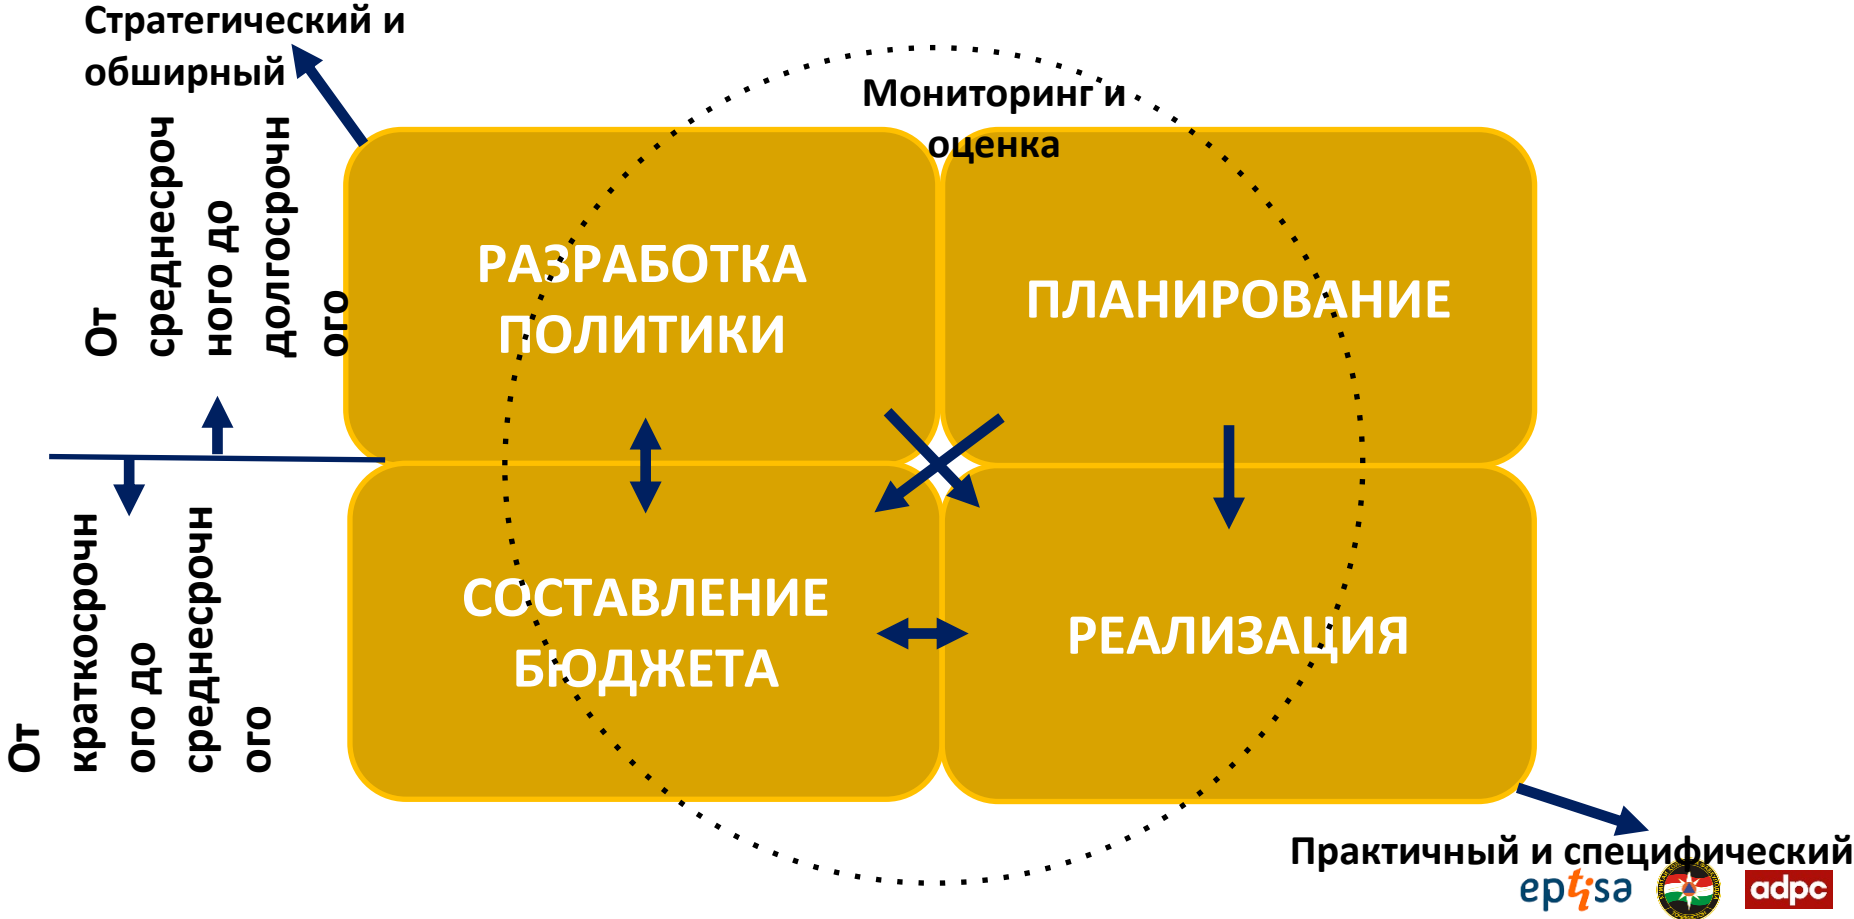 Стратегический и
обширный
Мониторинг и
оценка
От
среднесроч
ного до
долгосрочн
ого
РАЗРАБОТКА
ПОЛИТИКИ
ПЛАНИРОВАНИЕ
От
краткосрочн
ого до
среднесрочн
ого
СОСТАВЛЕНИЕ
БЮДЖЕТА
РЕАЛИЗАЦИЯ
Практичный и специфический
eptisa
adpc